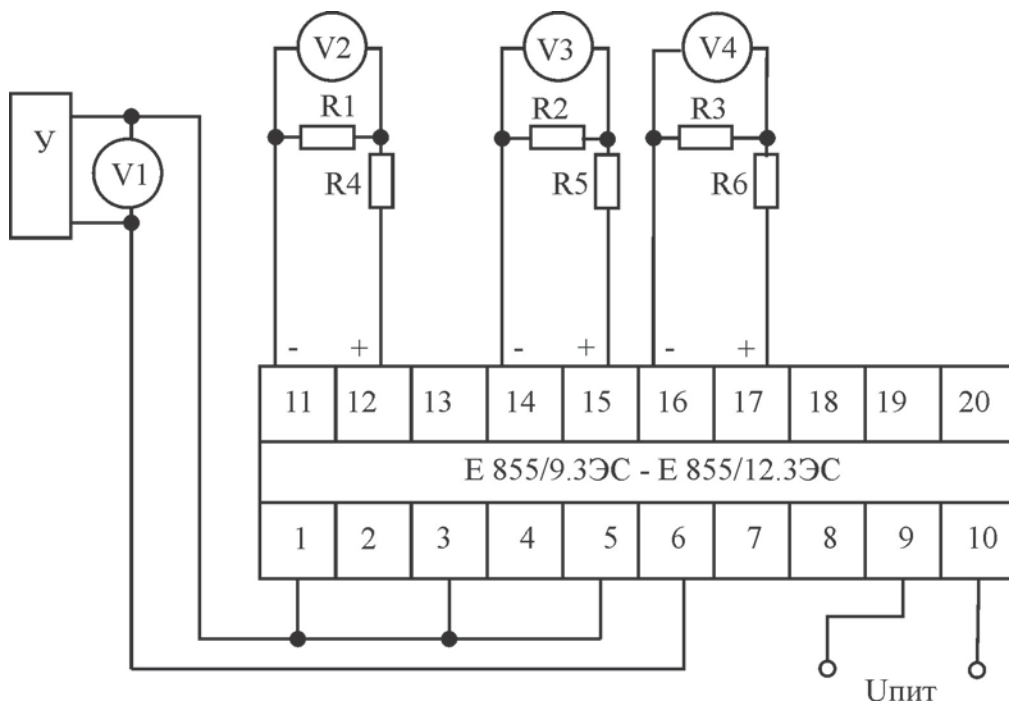 V2 V3 V4
R1 R2 R3
У V1
R4 R5 R6
- + - + - +
11 12 13 14 15 16 17 18 19 20
Е 855/9.3ЭС - Е 855/12.3ЭС
1 2 3 4 5 6 7 8 9 10
Uпит